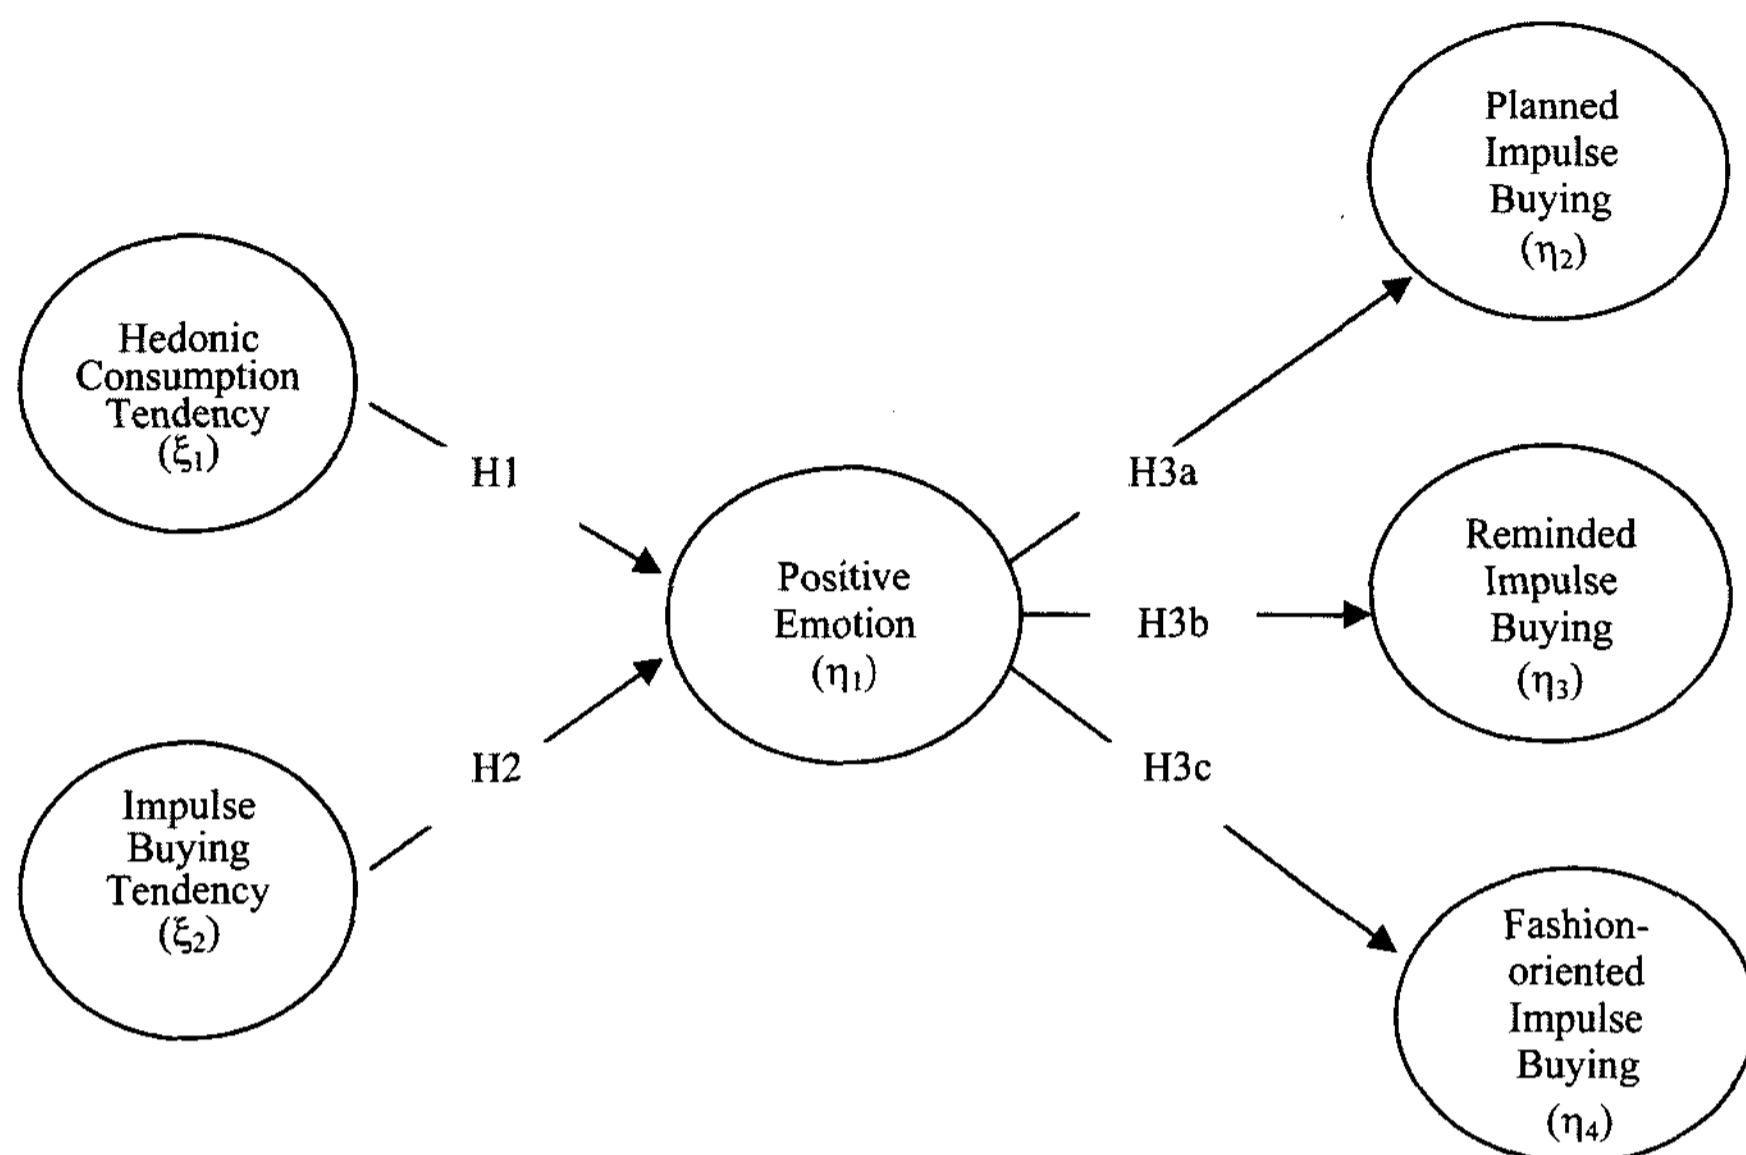 Hedonic
Consumption
Tendency
(ξ₁)
H1
Impulse
Buying
Tendency
(ξ₂)
H2
Positive
Emotion
(η₁)
H3a
H3b
H3c
Planned
Impulse
Buying
(η₂)
Reminded
Impulse
Buying
(η₃)
Fashion-
oriented
Impulse
Buying
(η₄)